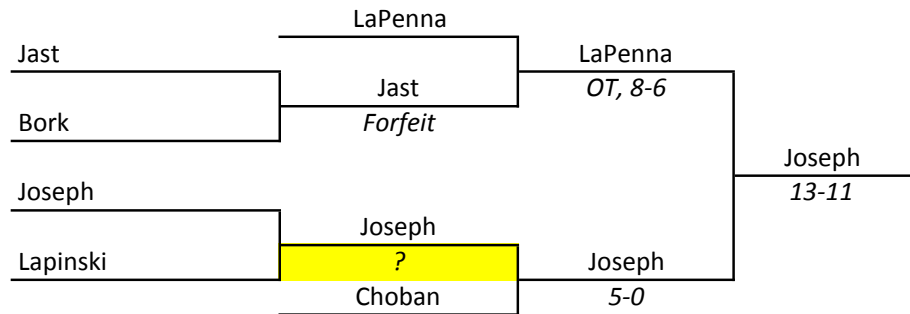 LaPenna
Jast
LaPenna
Jast
OT, 8-6
Bork
Forfeit
Joseph
Joseph
13-11
Joseph
Lapinski
?
Joseph
Choban
5-0